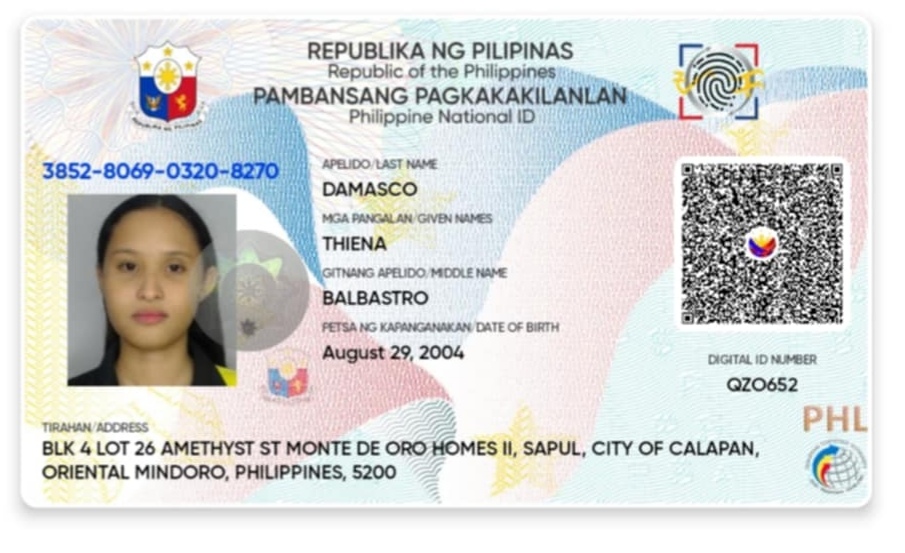 REPUBLIKA NG PILIPINAS
Republic of the Philippines
PAMBANSANG PAGKAKAKILANLAN
Philippine National ID
3852-8069-0320-8270
APELIDO/LAST NAME
DAMASCO
MGA PANGALAN/GIVEN NAMES
THIENA
GITNANG APELIDO/MIDDLE NAME
BALBASTRO
PETSA NG KAPANGANAKAN/DATE OF BIRTH
August 29, 2004
DIGITAL ID NUMBER
QZO652
PHL
TIRAHAN/ADDRESS
BLK 4 LOT 26 AMETHYST ST MONTE DE ORO HOMES II, SAPUL, CITY OF CALAPAN,
ORIENTAL MINDORO, PHILIPPINES, 5200